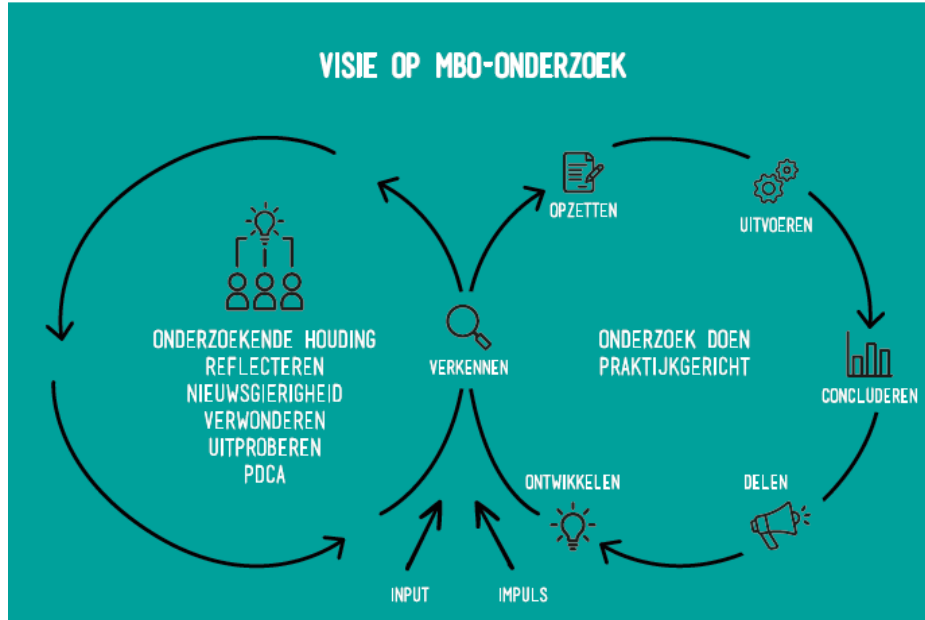 VISIE OP MBO-ONDERZOEK
OPZETTEN
UITVOEREN
ONDERZOEKENDE HOUDING
REFLECTEREN
NIEUWSGIERIGHEID
VERWONDEREN
UITPROBEREN
PDCA
VERKENNEN
ONDERZOEK DOEN
PRAKTIJKGERICHT
CONCLUDEREN
ONTWIKKELEN
DELEN
INPUT
IMPULS